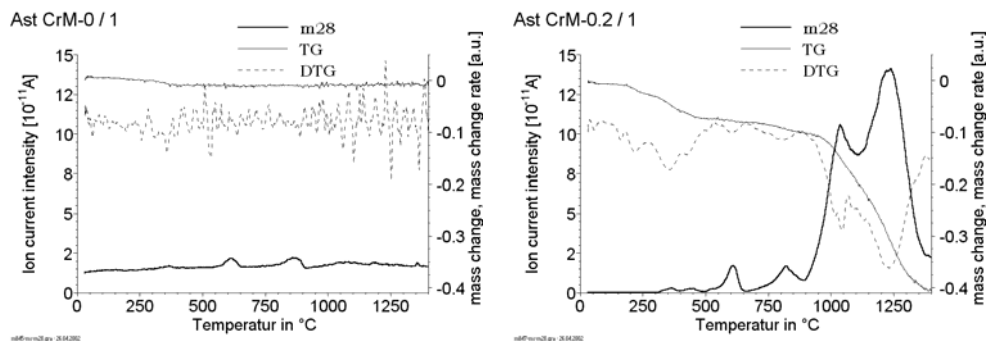 Ast CrM-0 / 1
m28
TG
DTG
Ion current intensity [10⁻¹¹A]
15
12
10
8
5
2
0
mass change, mass change rate [a.u.]
0
-0.1
-0.2
-0.3
-0.4
0 250 500 750 1000 1250
Temperatur in °C
Ast CrM-0.2 / 1
m28
TG
DTG
Ion current intensity [10⁻¹¹A]
15
12
10
8
5
2
0
mass change, mass change rate [a.u.]
0
-0.1
-0.2
-0.3
-0.4
0 250 500 750 1000 1250
Temperatur in °C